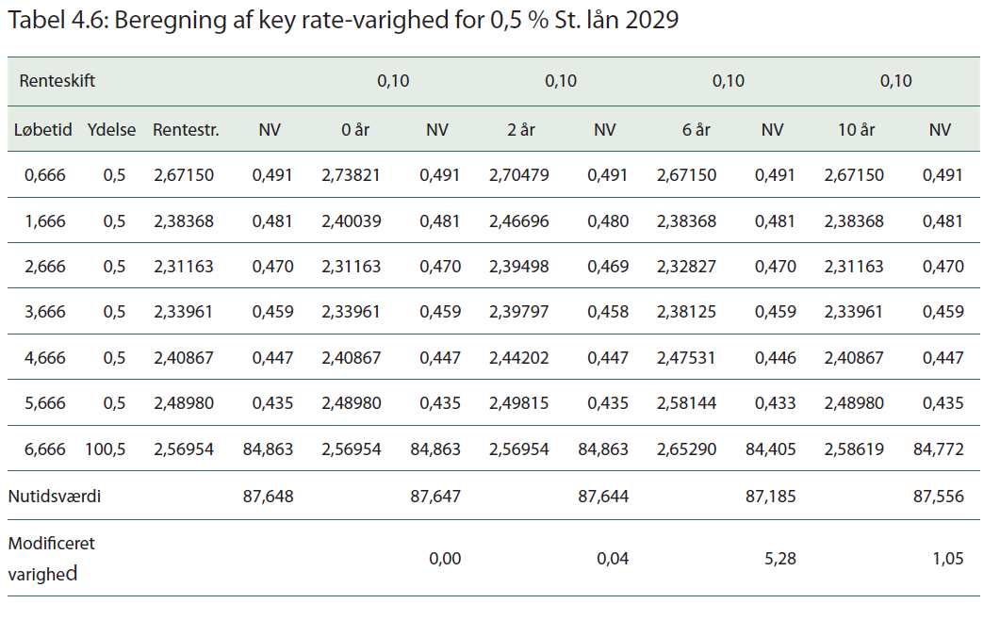 Tabel 4.6: Beregning af key rate-varighed for 0,5 % St. lån 2029
Renteskift 0,10 0,10 0,10 0,10
Løbetid Ydelse Rentestr. NV 0 år NV 2 år NV 6 år NV 10 år NV
0,666 0,5 2,67150 0,491 2,73821 0,491 2,70479 0,491 2,67150 0,491 2,67150 0,491
1,666 0,5 2,38368 0,481 2,40039 0,481 2,46696 0,480 2,38368 0,481 2,38368 0,481
2,666 0,5 2,31163 0,470 2,31163 0,470 2,39498 0,469 2,32827 0,470 2,31163 0,470
3,666 0,5 2,33961 0,459 2,33961 0,459 2,39797 0,458 2,38125 0,459 2,33961 0,459
4,666 0,5 2,40867 0,447 2,40867 0,447 2,44202 0,447 2,47531 0,446 2,40867 0,447
5,666 0,5 2,48980 0,435 2,48980 0,435 2,49815 0,435 2,58144 0,433 2,48980 0,435
6,666 100,5 2,56954 84,863 2,56954 84,863 2,56954 84,863 2,65290 84,405 2,58619 84,772
Nutidsværdi 87,648 87,647 87,644 87,185 87,556
Modificeret
varighed 0,00 0,04 5,28 1,05